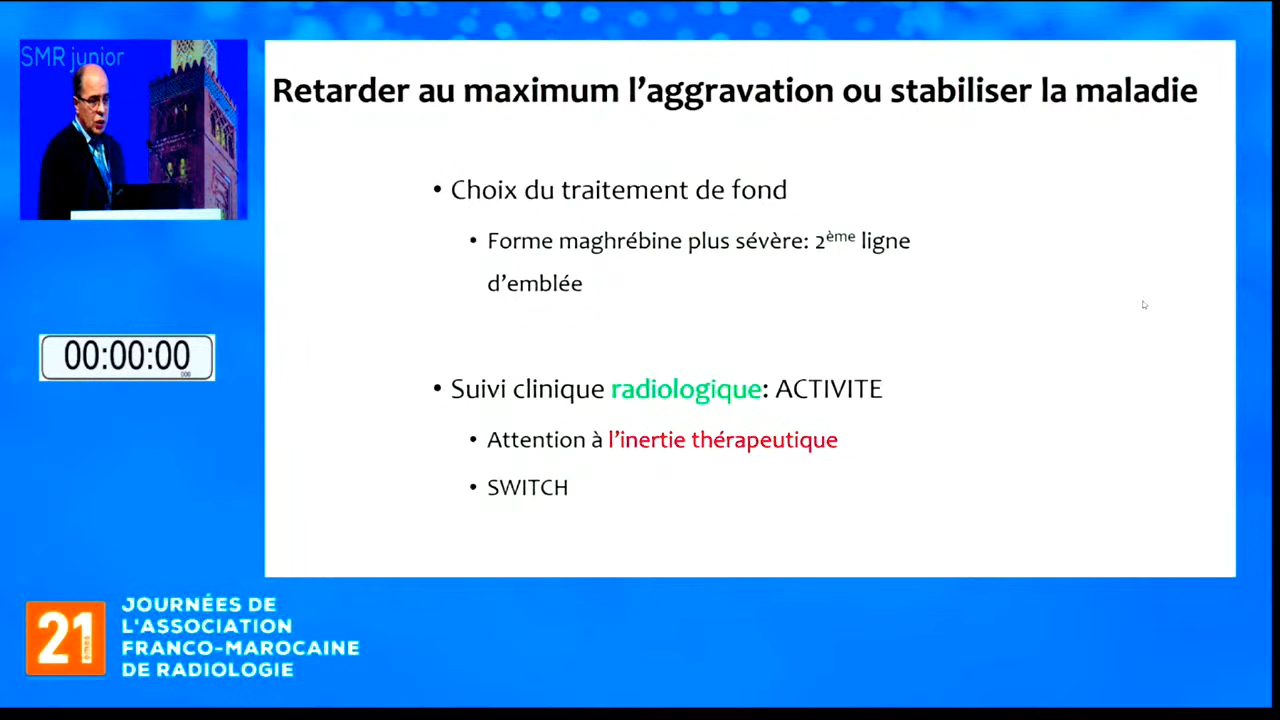 SMR junior
Retarder au maximum l’aggravation ou stabiliser la maladie
• Choix du traitement de fond
• Forme maghrébine plus sévère: 2ème ligne
d’emblée
00:00:00
• Suivi clinique radiologique: ACTIVITE
• Attention à l’inertie thérapeutique
• SWITCH
21
èmes
JOURNÉES DE
L'ASSOCIATION
FRANCO-MAROCAINE
DE RADIOLOGIE